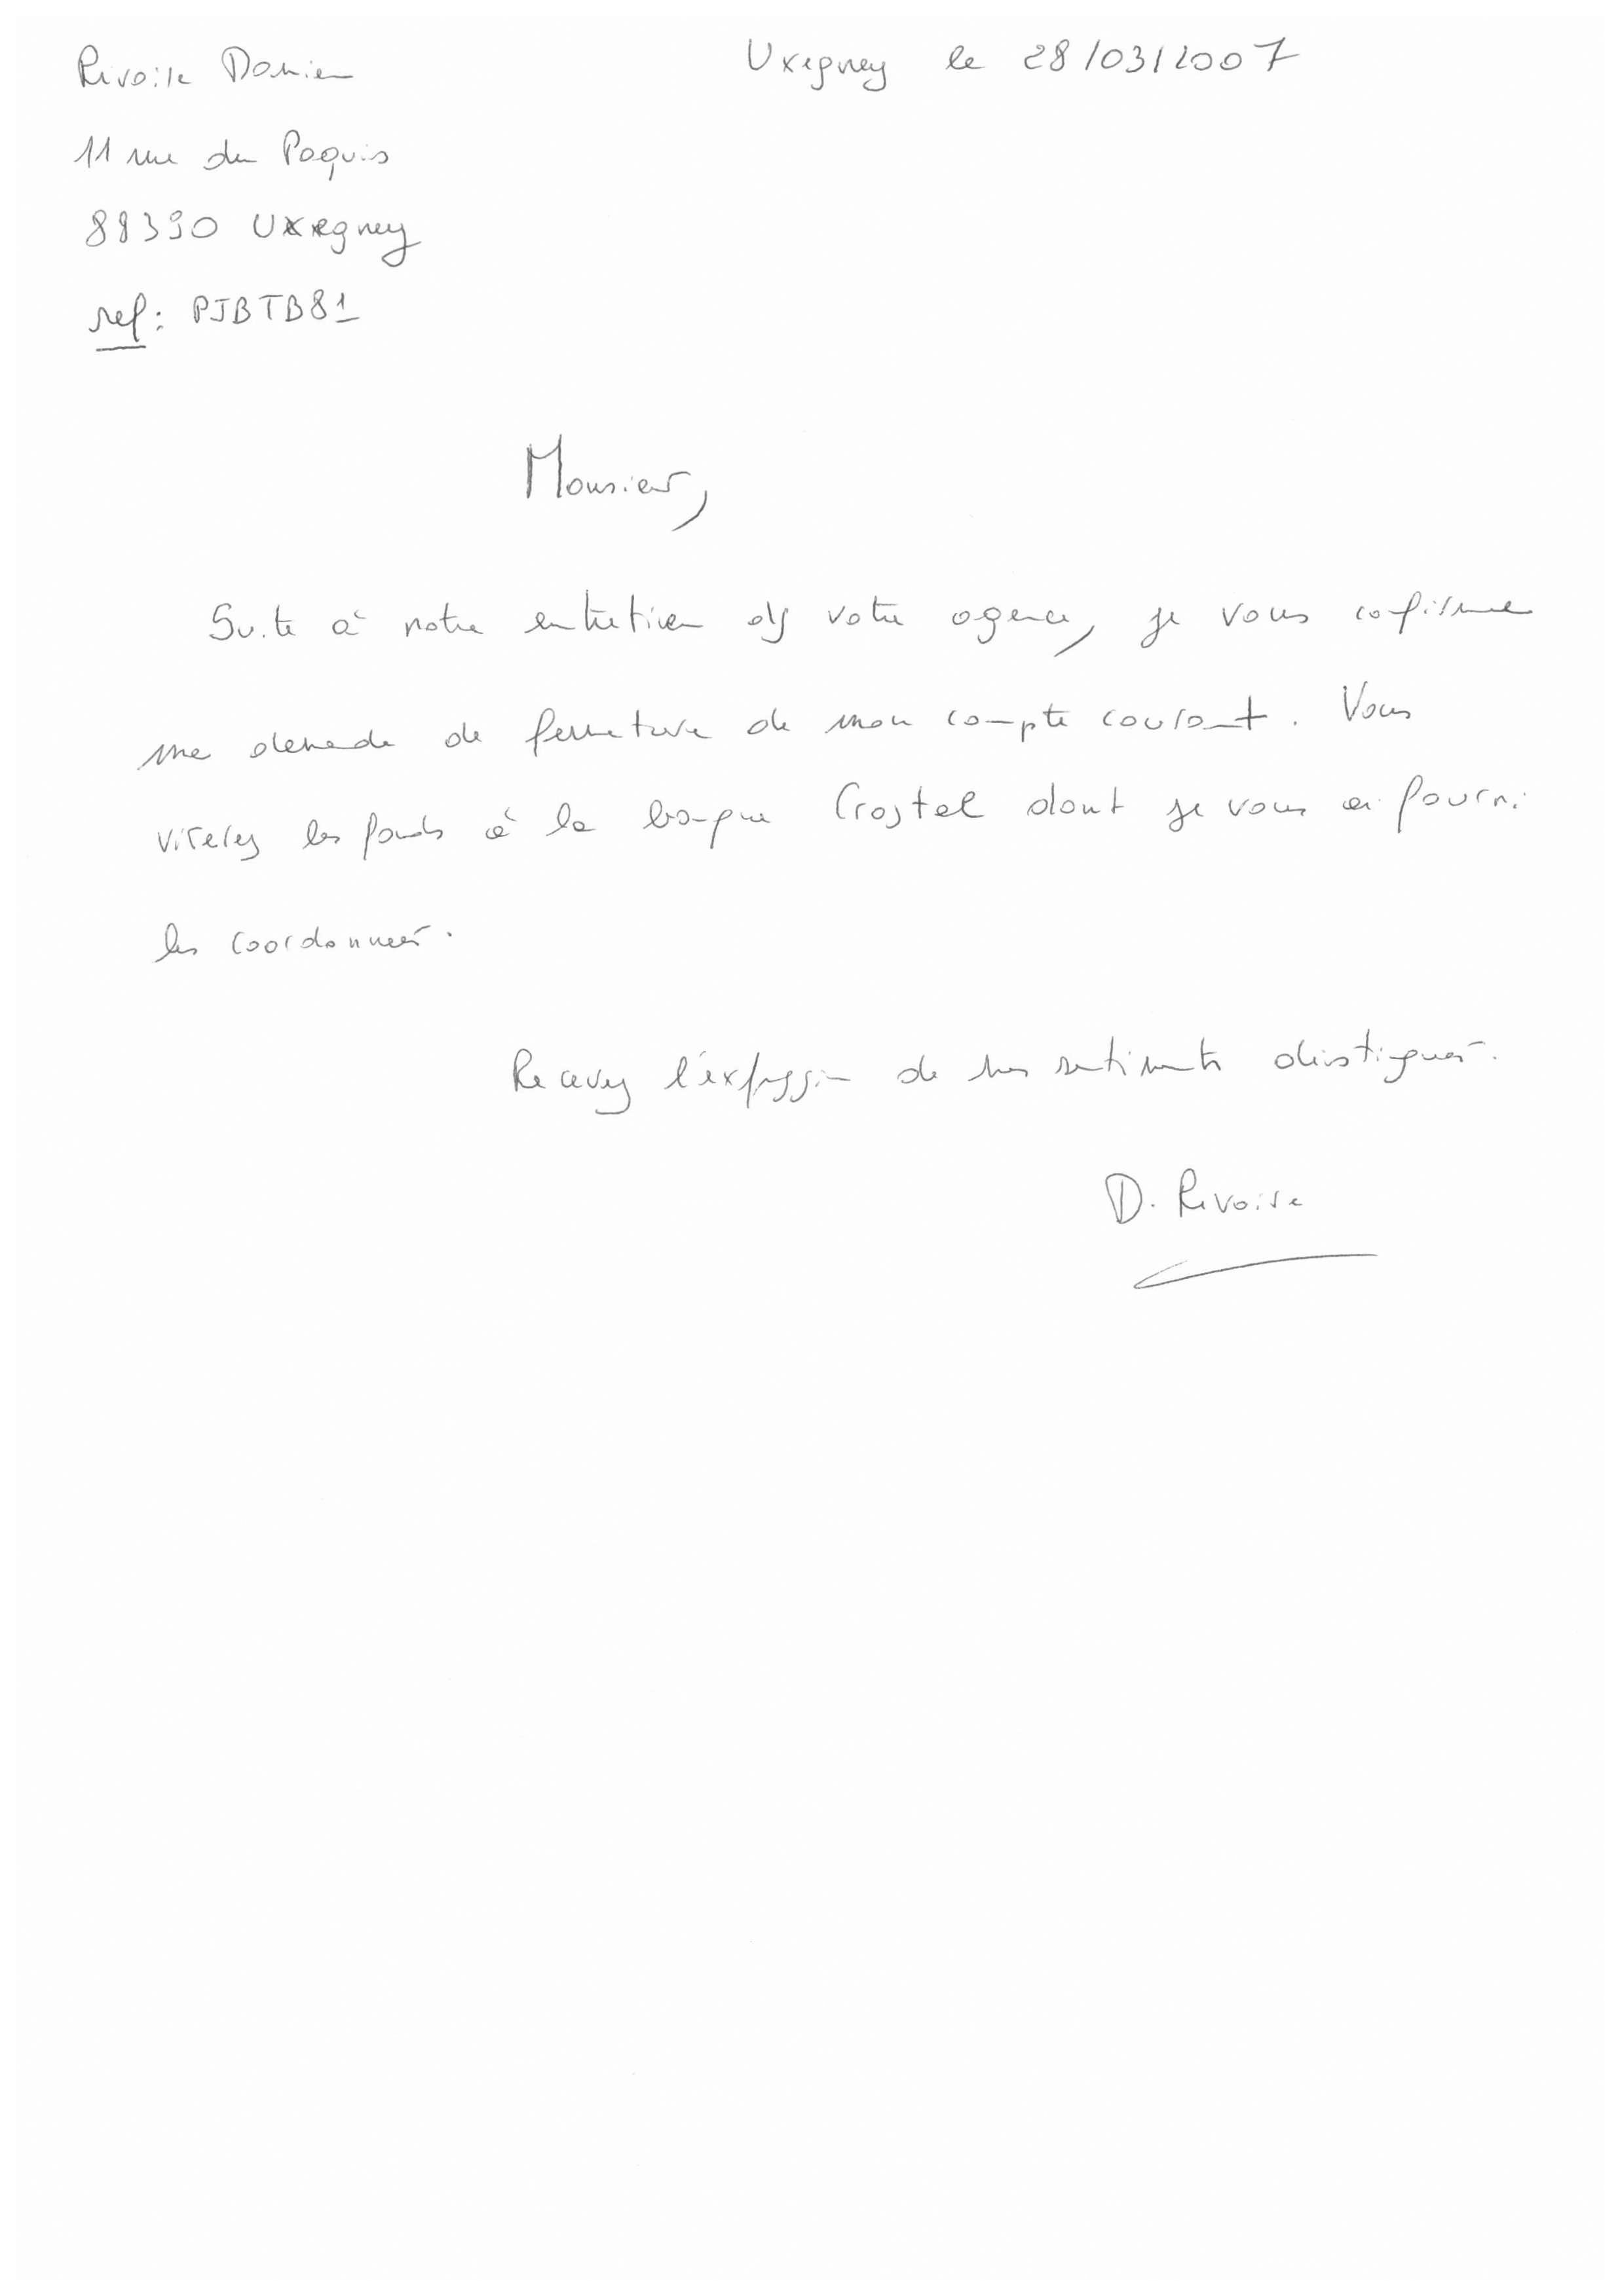 Rivoire Damien
Uxegney le 28/03/2007
11 rue du Paquis
88390 Uxegney
ref: PJBTB81
Monsieur,
Suite à notre entretien ds votre agence, je vous confirme
ma demande de fermeture de mon compte courant. Vous
virerez les fonds à la banque Crostel dont je vous ai fourni
les coordonnées.
Recevez l'éxpression de mes sentiments distingués.
D. Rivoire